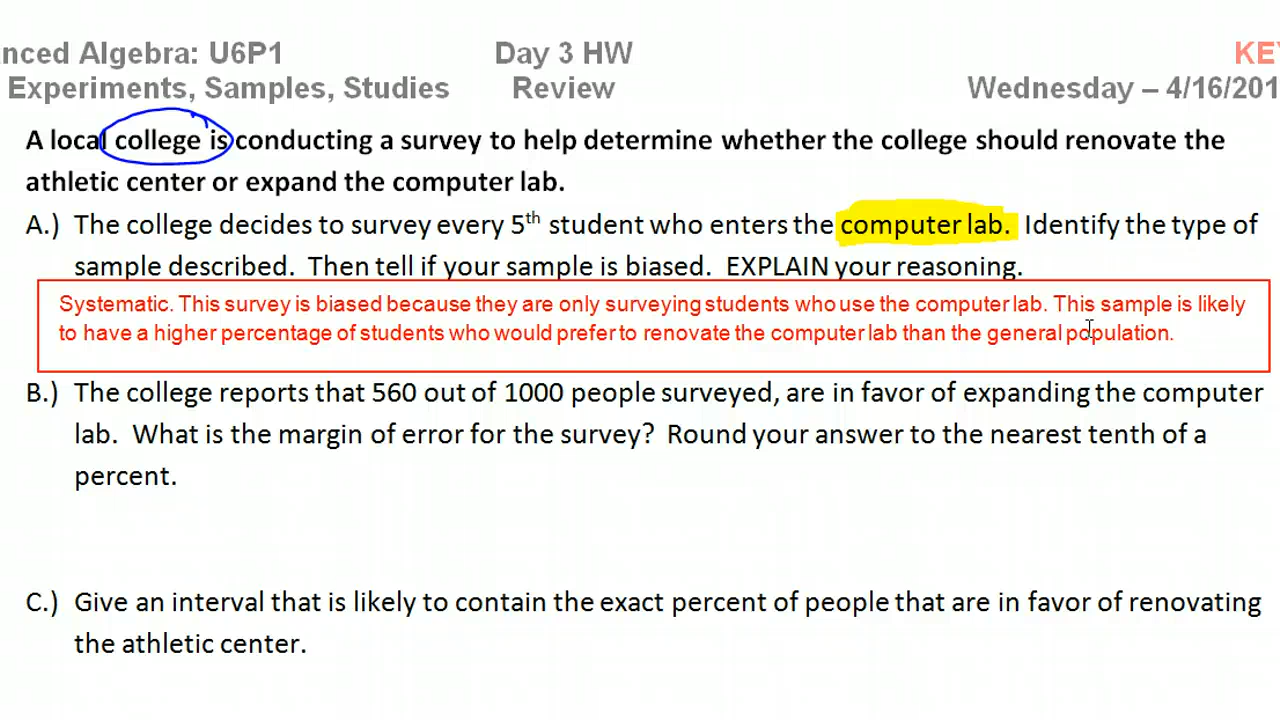 nced Algebra: U6P1 Day 3 HW KE
Experiments, Samples, Studies Review Wednesday – 4/16/201
A local college is conducting a survey to help determine whether the college should renovate the
athletic center or expand the computer lab.
A.) The college decides to survey every 5th student who enters the computer lab. Identify the type of
sample described. Then tell if your sample is biased. EXPLAIN your reasoning.
Systematic. This survey is biased because they are only surveying students who use the computer lab. This sample is likely
to have a higher percentage of students who would prefer to renovate the computer lab than the general population.
B.) The college reports that 560 out of 1000 people surveyed, are in favor of expanding the computer
lab. What is the margin of error for the survey? Round your answer to the nearest tenth of a
percent.
C.) Give an interval that is likely to contain the exact percent of people that are in favor of renovating
the athletic center.